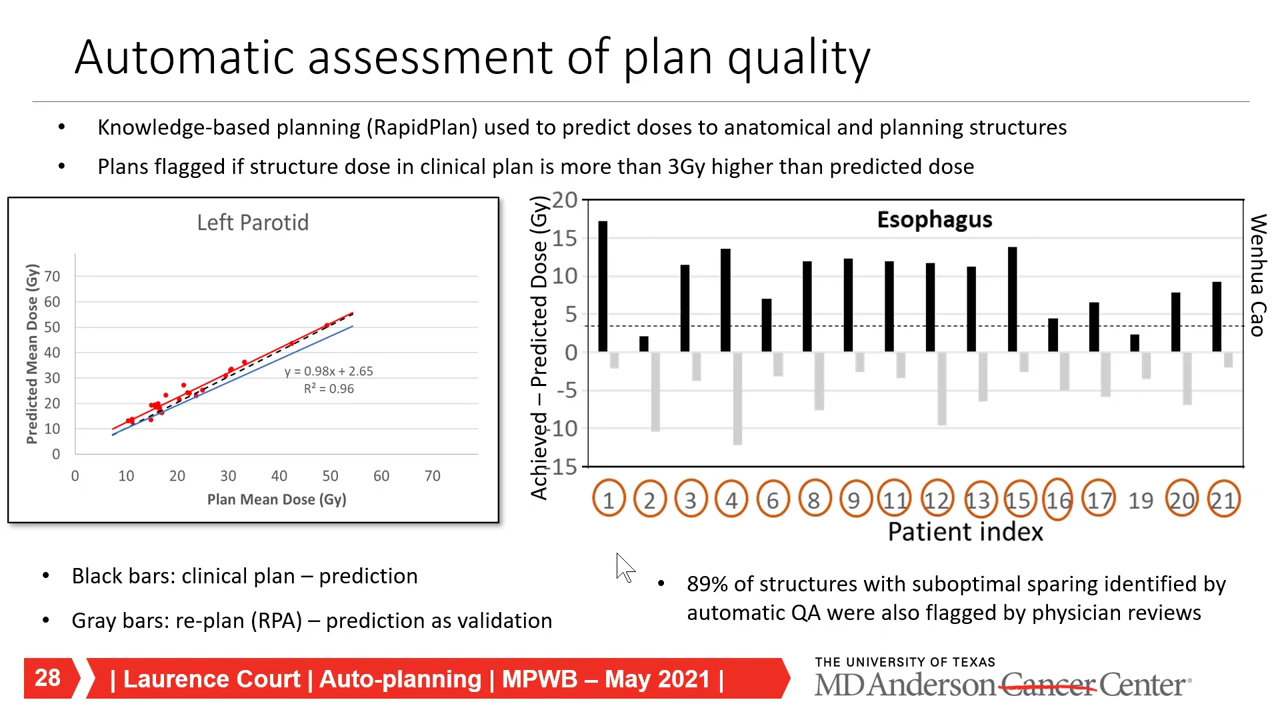 Automatic assessment of plan quality
• Knowledge-based planning (RapidPlan) used to predict doses to anatomical and planning structures
• Plans flagged if structure dose in clinical plan is more than 3Gy higher than predicted dose
Left Parotid
Predicted Mean Dose (Gy)
70
60
50
40
30
20
10
0
y = 0.98x + 2.65
R² = 0.96
0 10 20 30 40 50 60 70
Plan Mean Dose (Gy)
Achieved – Predicted Dose (Gy)
20
15
10
5
0
-5
-10
-15
Esophagus
Wenhua Cao
1 2 3 4 6 8 9 11 12 13 15 16 17 19 20 21
Patient index
• Black bars: clinical plan – prediction
• Gray bars: re-plan (RPA) – prediction as validation
• 89% of structures with suboptimal sparing identified by
automatic QA were also flagged by physician reviews
28 | Laurence Court | Auto-planning | MPWB – May 2021 |
THE UNIVERSITY OF TEXAS
MD Anderson Cancer Center®